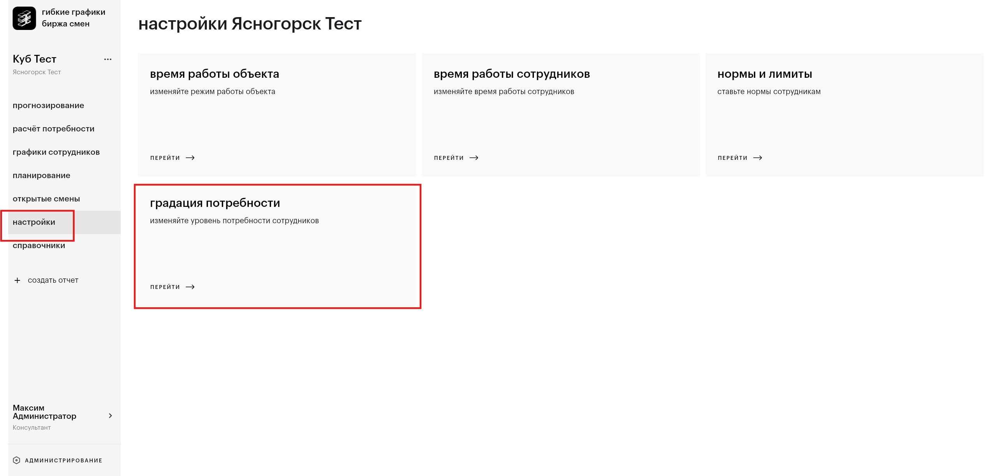 гибкие графики
биржа смен
Куб Тест
Ясногорск Тест
прогнозирование
расчёт потребности
графики сотрудников
планирование
открытые смены
настройки
справочники
создать отчет
Максим
Администратор
Консультант
АДМИНИСТРИРОВАНИЕ
настройки Ясногорск Тест
время работы объекта
изменяйте режим работы объекта
ПЕРЕЙТИ
время работы сотрудников
изменяйте время работы сотрудников
ПЕРЕЙТИ
нормы и лимиты
ставьте нормы сотрудникам
ПЕРЕЙТИ
градация потребности
изменяйте уровень потребности сотрудников
ПЕРЕЙТИ